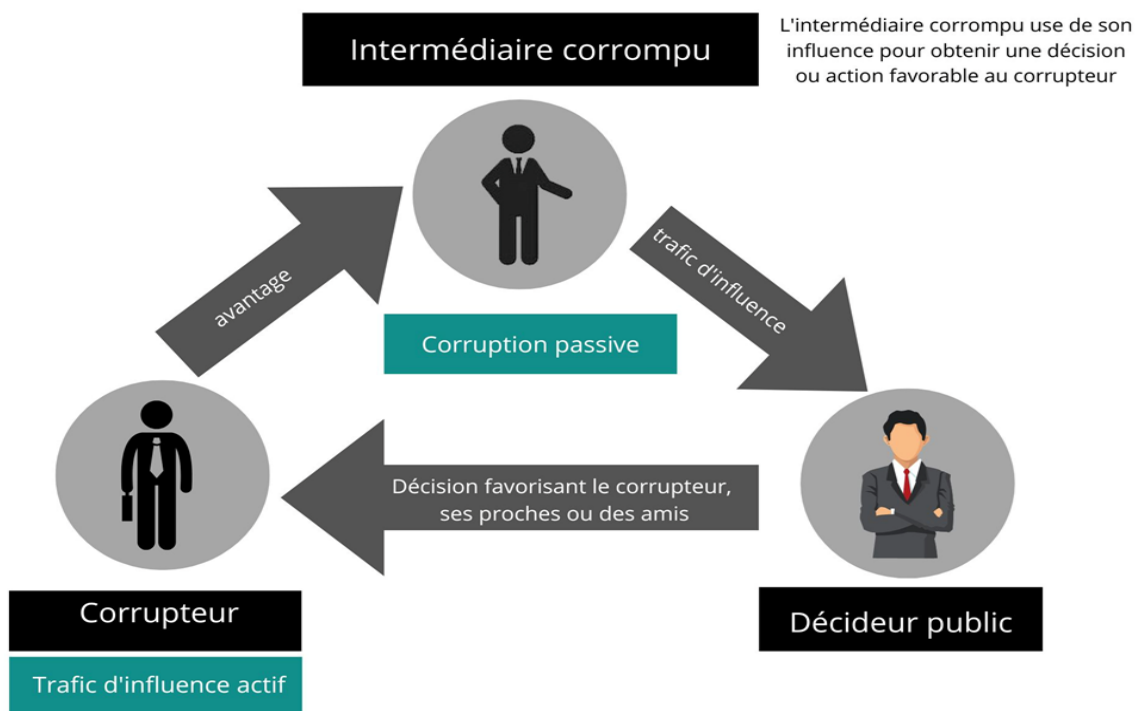 Intermédiaire corrompu
L'intermédiaire corrompu use de son
influence pour obtenir une décision
ou action favorable au corrupteur
avantage
trafic d'influence
Corruption passive
Décision favorisant le corrupteur,
ses proches ou des amis
Corrupteur
Trafic d'influence actif
Décideur public